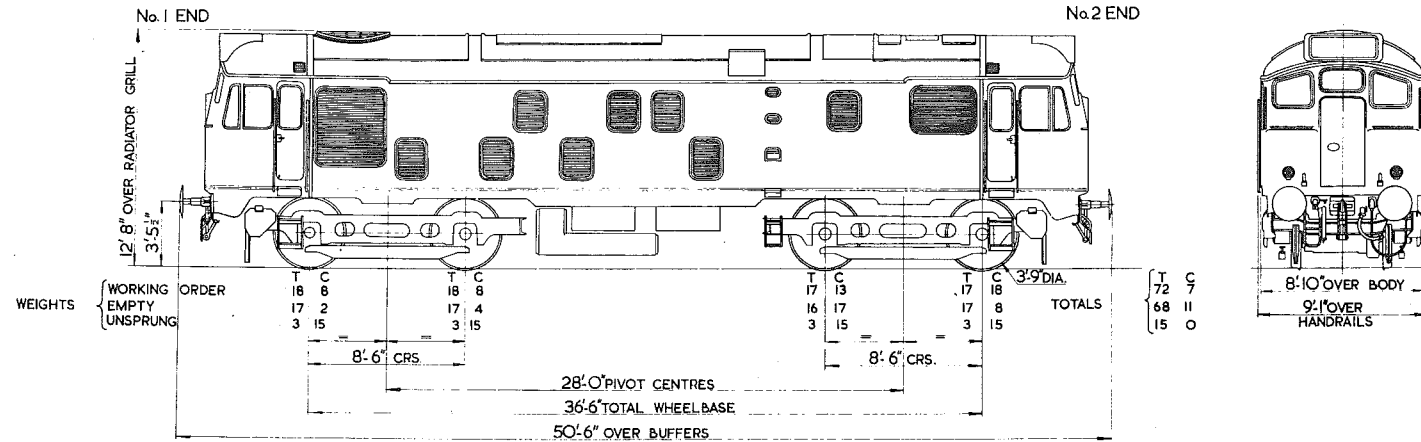 No. 1 END
No. 2 END
12' 8" OVER RADIATOR GRILL
3'·5½"
T C T C T C T C 3'-9" DIA. T C
WEIGHTS WORKING ORDER 18 8 18 8 17 13 17 18 TOTALS 72 7
EMPTY 17 2 17 4 16 17 17 8 68 11
UNSPRUNG 3 15 3 15 3 15 3 15 15 0
8'-10" OVER BODY
9'-1" OVER
HANDRAILS
= = = =
8'-6" CRS. 8'-6" CRS.
28'-0" PIVOT CENTRES
36'-6" TOTAL WHEELBASE
50'-6" OVER BUFFERS